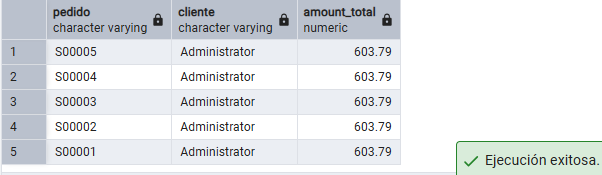 pedido cliente amount_total
character varying character varying numeric
1 S00005 Administrator 603.79
2 S00004 Administrator 603.79
3 S00003 Administrator 603.79
4 S00002 Administrator 603.79
5 S00001 Administrator 603.79
Ejecución exitosa.